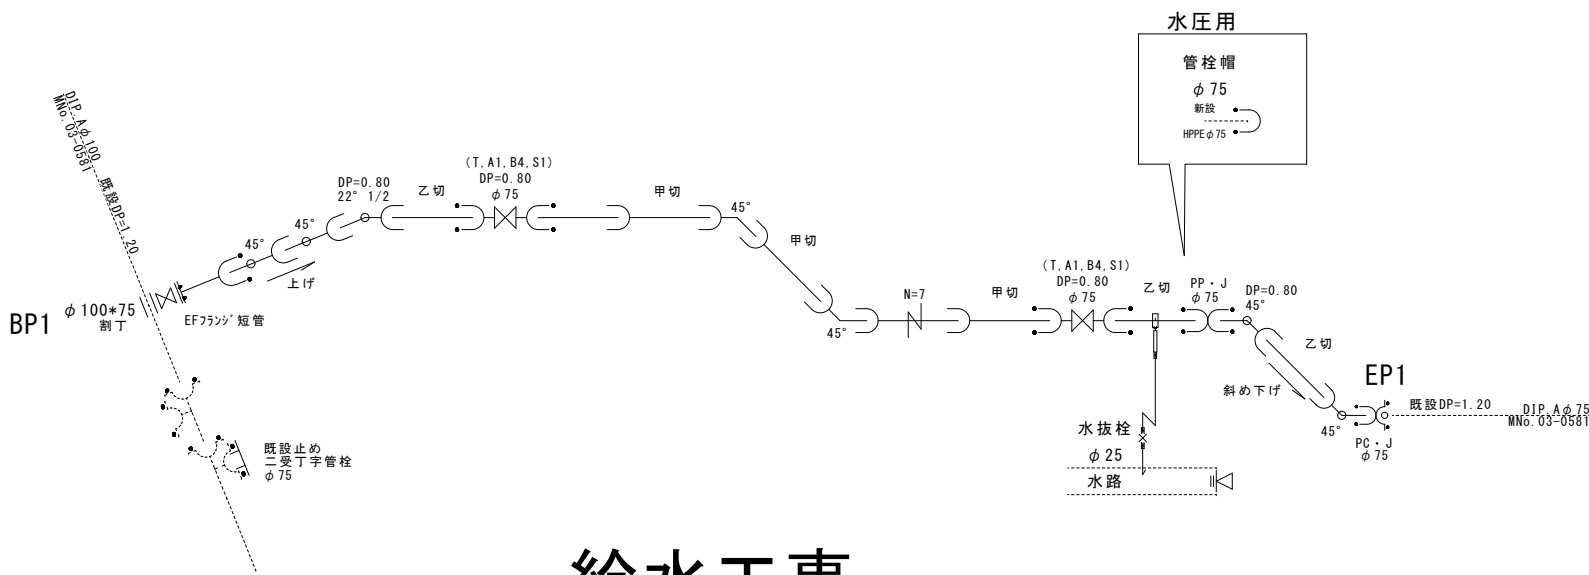 水圧用
管栓帽
φ75
新設
HPPEφ75
DIP.Aφ100
MNo.03-0581
既設DP=1.20
BP1
φ100*75
割丁
EFフランジ短管
45°
45°
上げ
DP=0.80
22° 1/2
乙切
(T,A1,B4,S1)
DP=0.80
φ75
甲切
45°
甲切
45°
N=7
甲切
(T,A1,B4,S1)
DP=0.80
φ75
乙切
PP・J
φ75
DP=0.80
45°
乙切
斜め下げ
45°
EP1
PC・J
φ75
既設DP=1.20
DIP.Aφ75
MNo.03-0581
水抜栓
φ25
水路
既設止め
二受丁字管栓
φ75